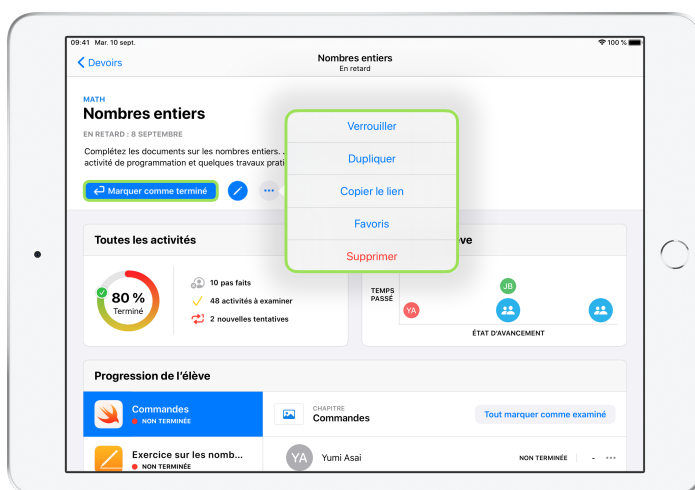 09:41 Mar. 10 sept.
100 %
Devoirs
Nombres entiers
En retard
MATH
Nombres entiers
EN RETARD : 8 SEPTEMBRE
Complétez les documents sur les nombres entiers.
activité de programmation et quelques travaux prati
Marquer comme terminé
Verrouiller
Dupliquer
Copier le lien
Favoris
Supprimer
Toutes les activités
80 %
Terminé
10 pas faits
48 activités à examiner
2 nouvelles tentatives
ve
TEMPS
PASSÉ
YA
JB
ÉTAT D'AVANCEMENT
Progression de l'élève
Commandes
NON TERMINÉE
Exercice sur les nomb...
NON TERMINÉE
CHAPITRE
Commandes
Tout marquer comme examiné
YA
Yumi Asai
NON TERMINÉE
-